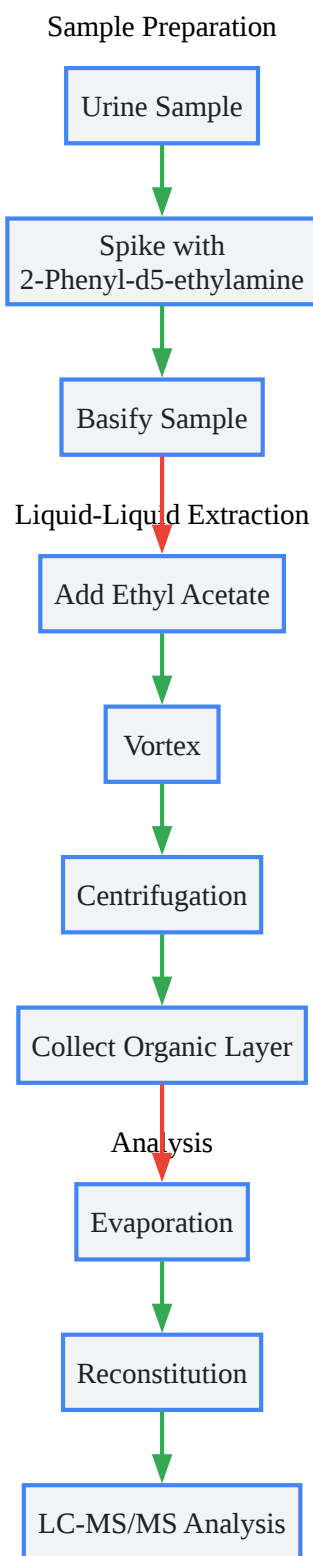 Sample Preparation
Urine Sample
Spike with
2-Phenyl-d5-ethylamine
Basify Sample
Liquid-Liquid Extraction
Add Ethyl Acetate
Vortex
Centrifugation
Collect Organic Layer
Analysis
Evaporation
Reconstitution
LC-MS/MS Analysis